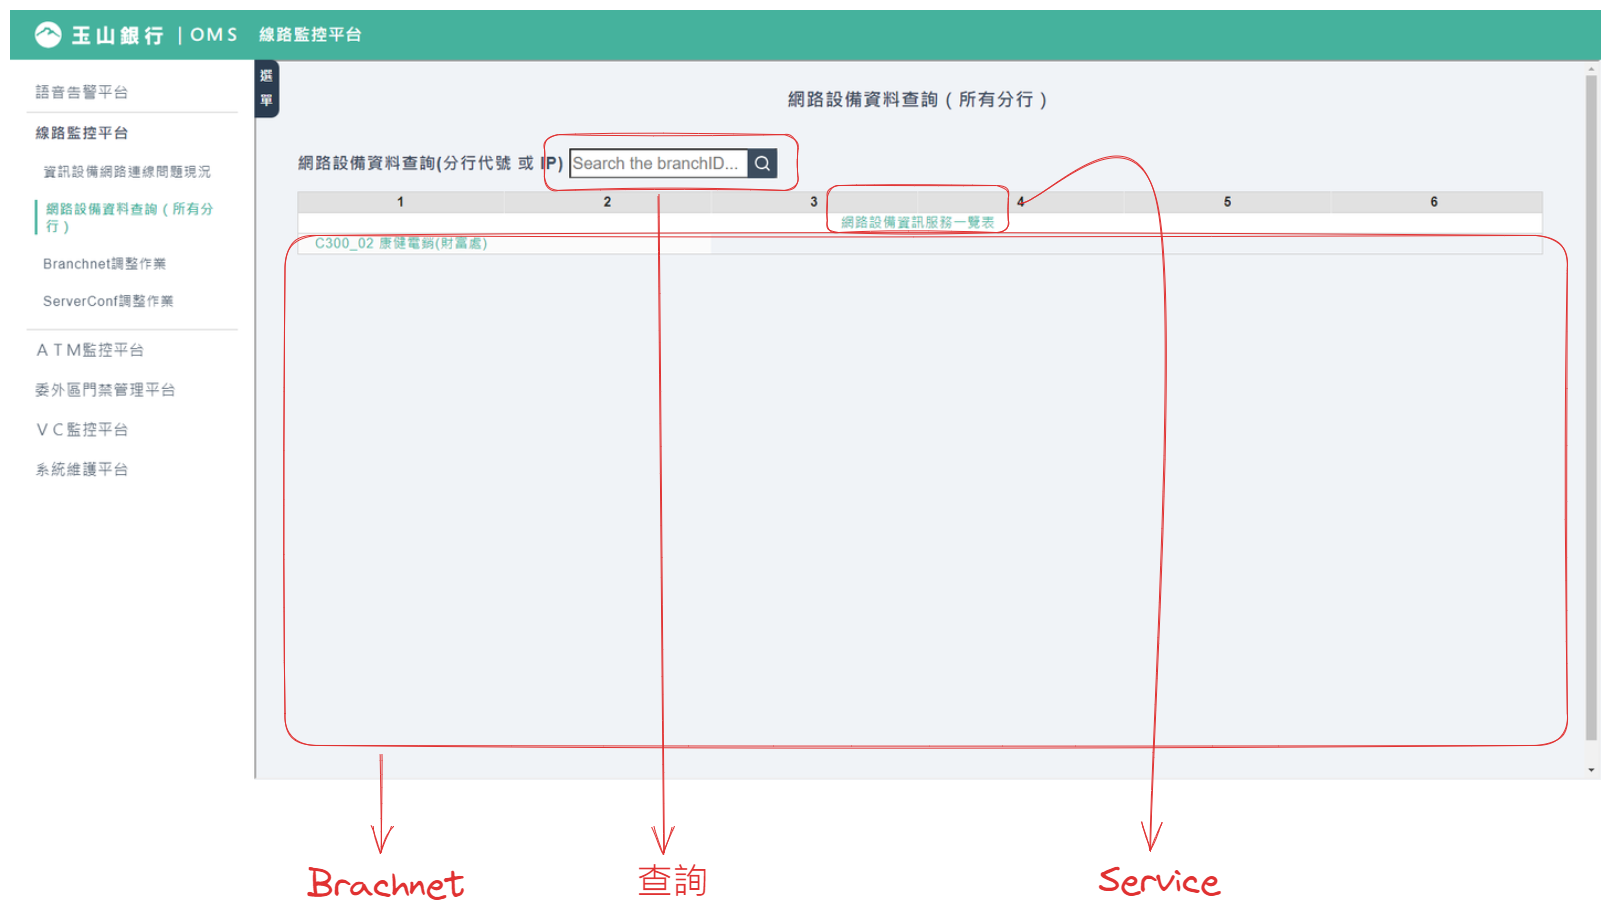 玉山銀行 | OMS 線路監控平台
語音告警平台
線路監控平台
資訊設備網路連線問題現況
網路設備資料查詢 ( 所有分
行 )
Branchnet調整作業
ServerConf調整作業
ＡＴＭ監控平台
委外區門禁管理平台
ＶＣ監控平台
系統維護平台
選
單
網路設備資料查詢 ( 所有分行 )
網路設備資料查詢(分行代號 或 IP) Search the branchID...
1 2 3 4 5 6
網路設備資訊服務一覽表
C300_02 康健電銷(財富處)
Brachnet 查詢 Service